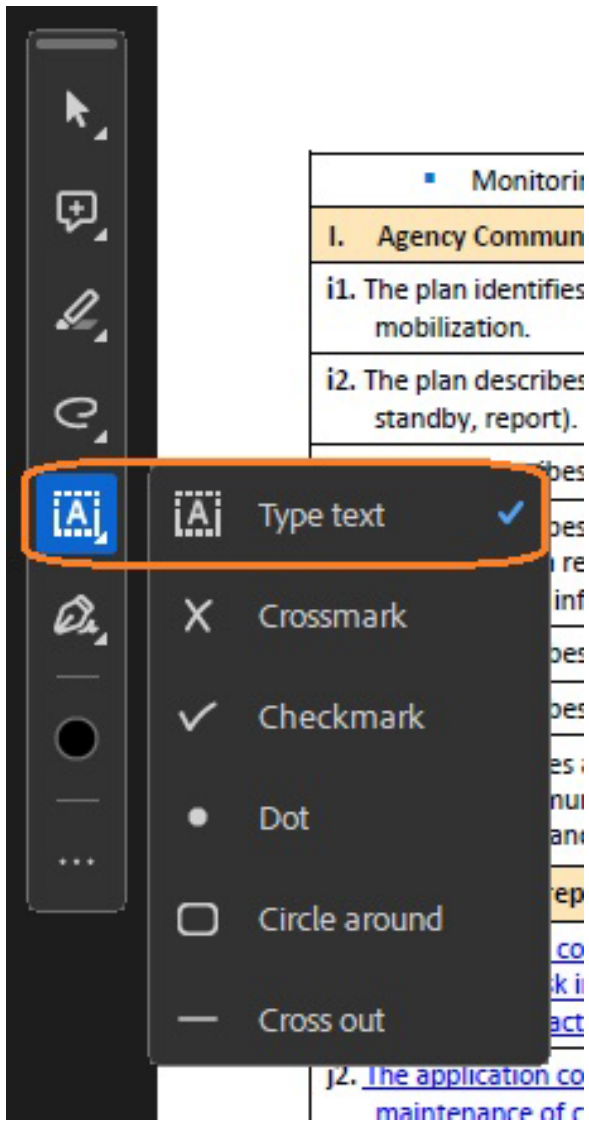 Monitorin
I. Agency Commun
i1. The plan identifies
mobilization.
i2. The plan describes
standby, report).
A Type text
Crossmark
Checkmark
Dot
Circle around
Cross out
j2. The application co
maintenance of c